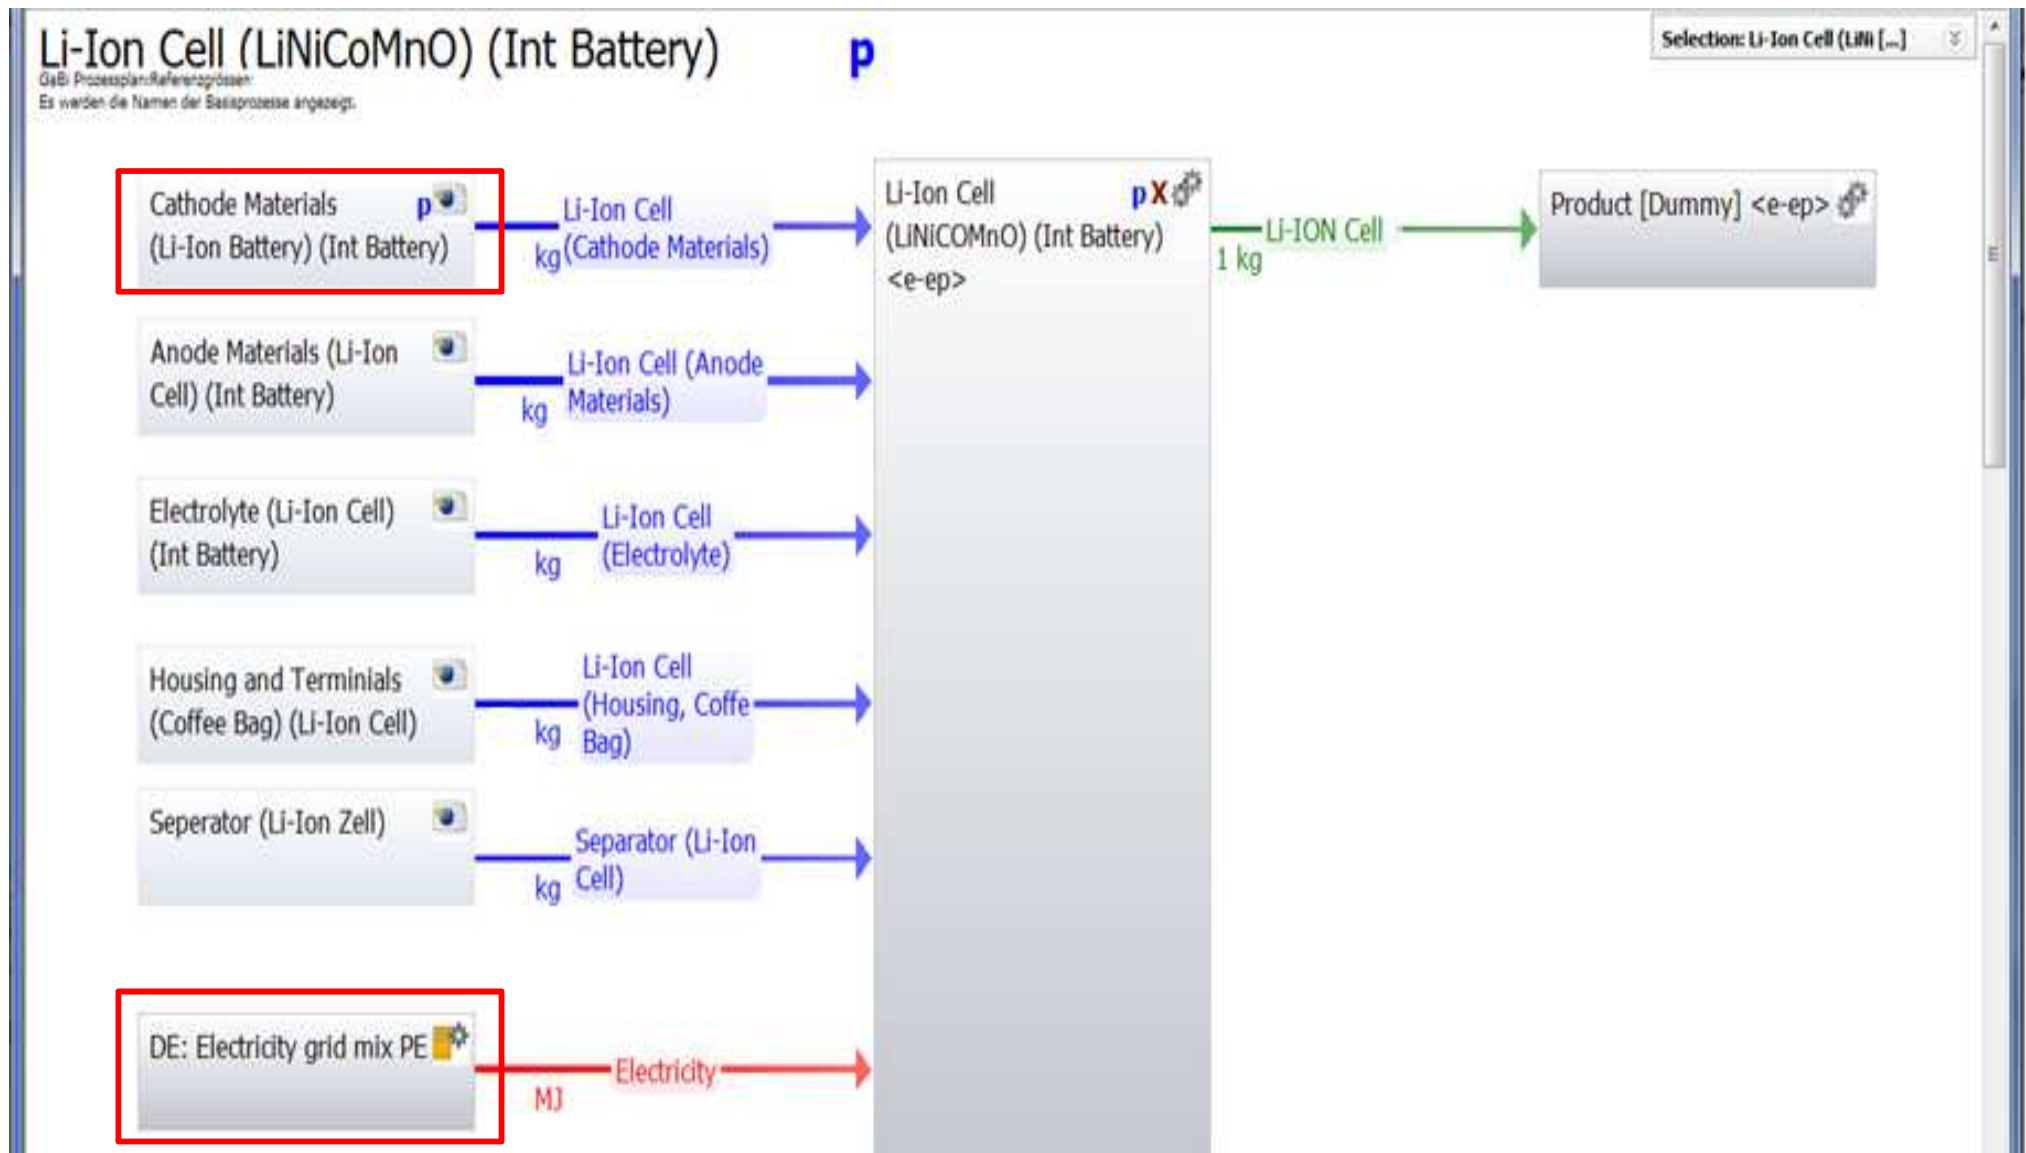 Li-Ion Cell (LiNiCoMnO) (Int Battery) p
GaBi Prozessplan:Referenzgrössen
Es werden die Namen der Basisprozesse angezeigt.
Selection: Li-Ion Cell (LiNi [...]
Cathode Materials p
(Li-Ion Battery) (Int Battery)
Li-Ion Cell
(Cathode Materials)
kg
Li-Ion Cell p X
(LiNiCOMnO) (Int Battery)
<e-ep>
Li-ION Cell
1 kg
Product [Dummy] <e-ep>
Anode Materials (Li-Ion
Cell) (Int Battery)
Li-Ion Cell (Anode
Materials)
kg
Electrolyte (Li-Ion Cell)
(Int Battery)
Li-Ion Cell
(Electrolyte)
kg
Housing and Terminials
(Coffee Bag) (Li-Ion Cell)
Li-Ion Cell
(Housing, Coffe
Bag)
kg
Seperator (Li-Ion Zell)
Separator (Li-Ion
Cell)
kg
DE: Electricity grid mix PE
Electricity
MJ